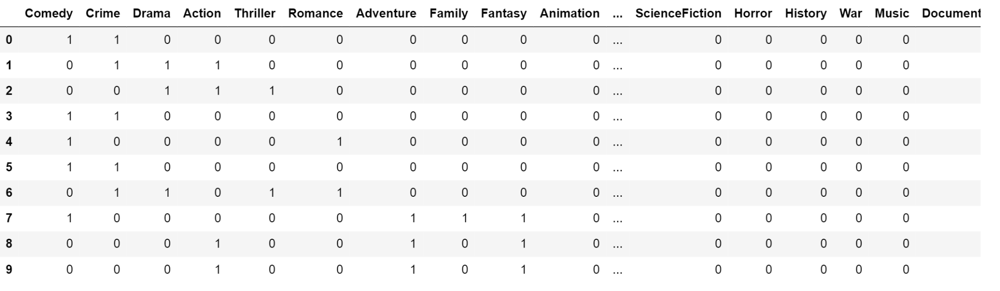 Comedy Crime Drama Action Thriller Romance Adventure Family Fantasy Animation ... ScienceFiction Horror History War Music Document
0 1 1 0 0 0 0 0 0 0 0 ... 0 0 0 0 0
1 0 1 1 1 0 0 0 0 0 0 ... 0 0 0 0 0
2 0 0 1 1 1 0 0 0 0 0 ... 0 0 0 0 0
3 1 1 0 0 0 0 0 0 0 0 ... 0 0 0 0 0
4 1 0 0 0 0 1 0 0 0 0 ... 0 0 0 0 0
5 1 1 0 0 0 0 0 0 0 0 ... 0 0 0 0 0
6 0 1 1 0 1 1 0 0 0 0 ... 0 0 0 0 0
7 1 0 0 0 0 0 1 1 1 0 ... 0 0 0 0 0
8 0 0 0 1 0 0 1 0 1 0 ... 0 0 0 0 0
9 0 0 0 1 0 0 1 0 1 0 ... 0 0 0 0 0